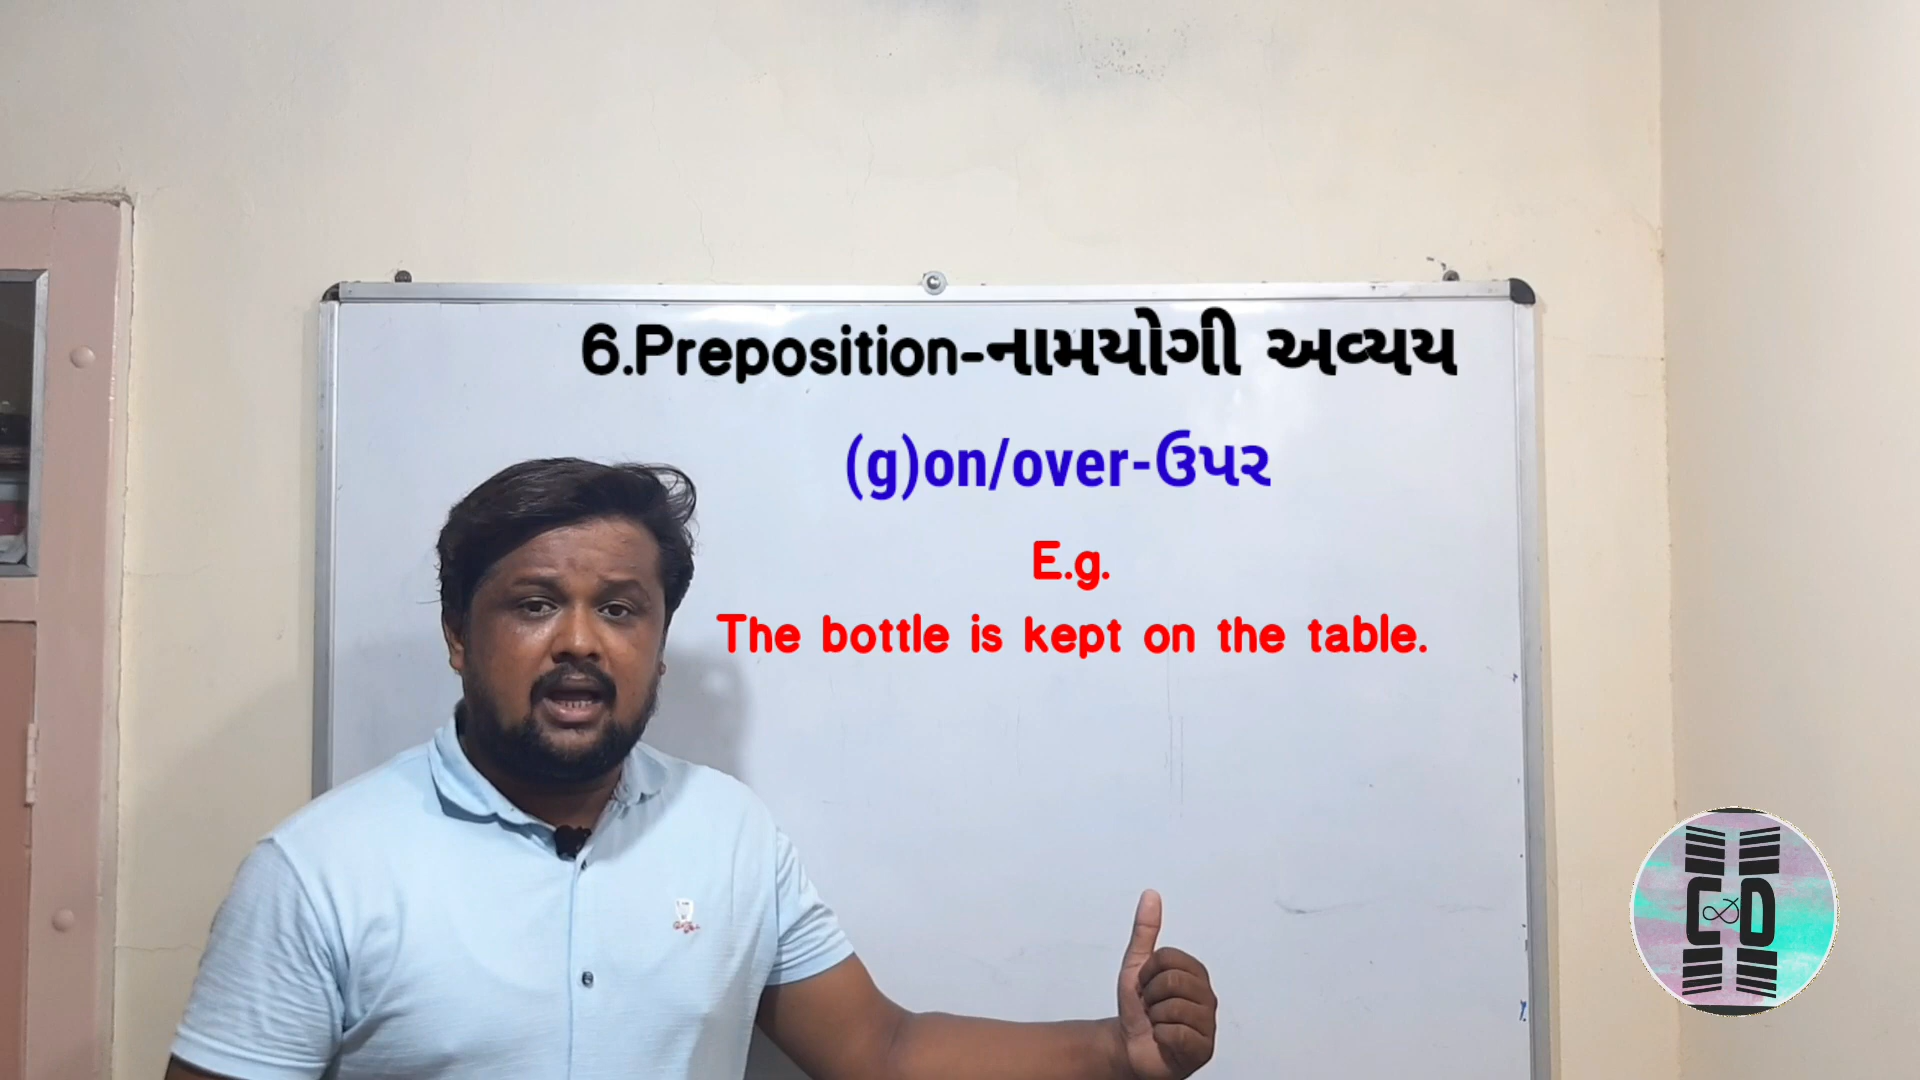 6.Preposition-નામયોગી અવ્યય
(g)on/over-ઉપર
E.g.
The bottle is kept on the table.
C&D